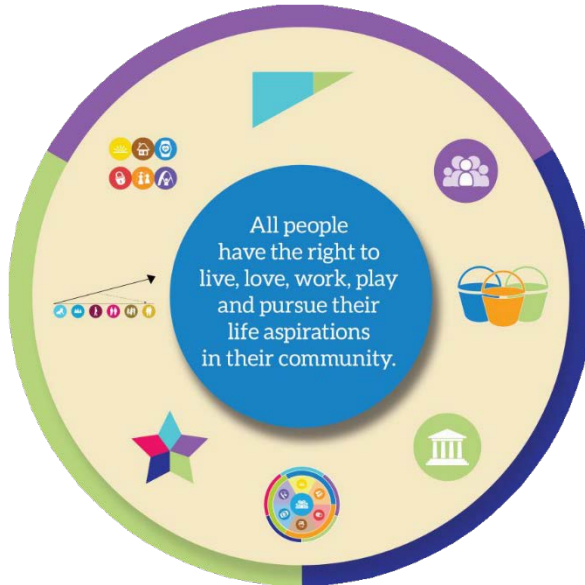 All people
have the right to
live, love, work, play
and pursue their
life aspirations
in their community.